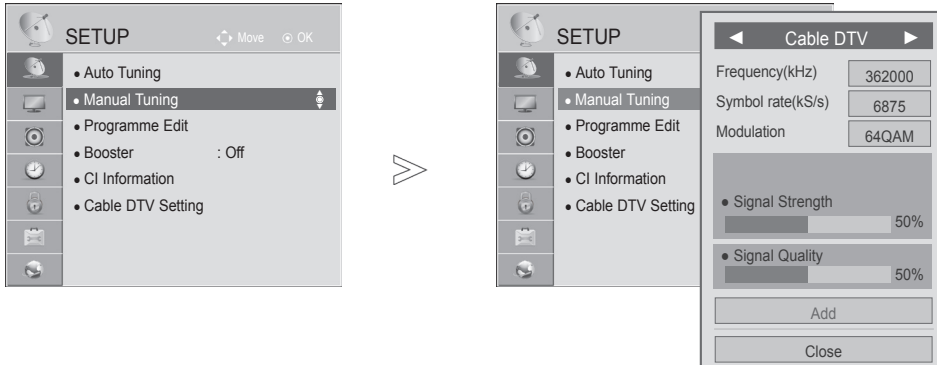 SETUP
Move OK
• Auto Tuning
• Manual Tuning
• Programme Edit
• Booster : Off
• CI Information
• Cable DTV Setting
SETUP
• Auto Tuning
• Manual Tuning
• Programme Edit
• Booster
• CI Information
• Cable DTV Setting
◄ Cable DTV ►
Frequency(kHz) 362000
Symbol rate(kS/s) 6875
Modulation 64QAM
• Signal Strength
50%
• Signal Quality
50%
Add
Close